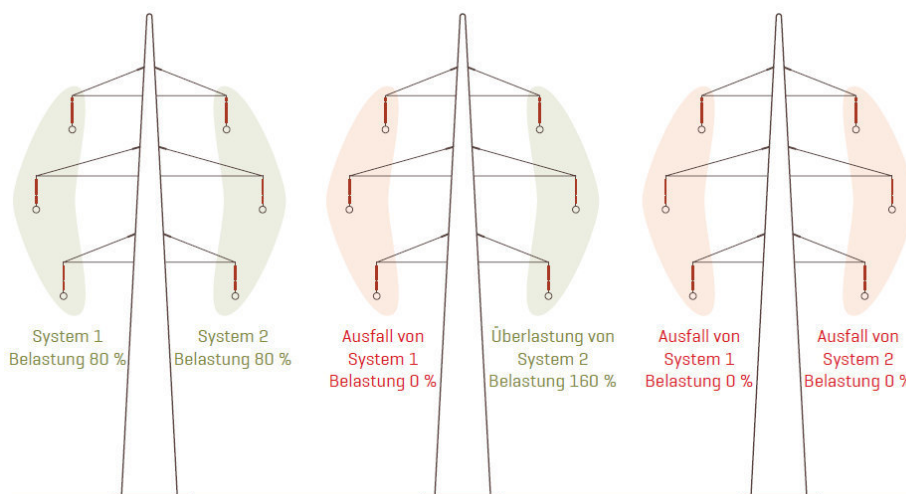 System 1
Belastung 80 %
System 2
Belastung 80 %
Ausfall von
System 1
Belastung 0 %
Überlastung von
System 2
Belastung 160 %
Ausfall von
System 1
Belastung 0 %
Ausfall von
System 2
Belastung 0 %